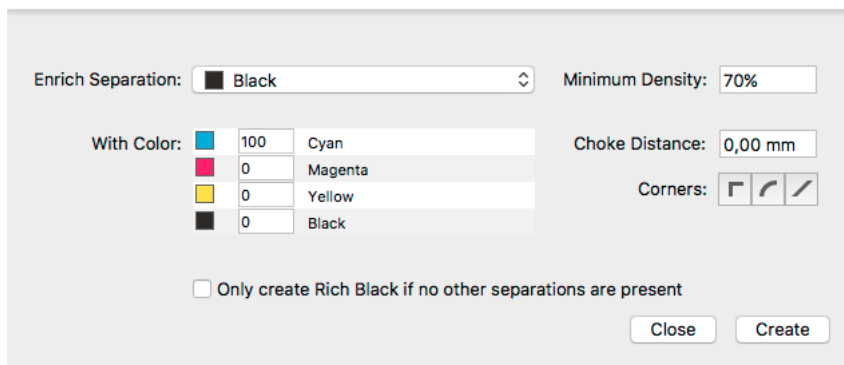 Enrich Separation: Black Minimum Density: 70%
With Color: 100 Cyan Choke Distance: 0,00 mm
0 Magenta
Corners:
0 Yellow
0 Black
Only create Rich Black if no other separations are present
Close Create